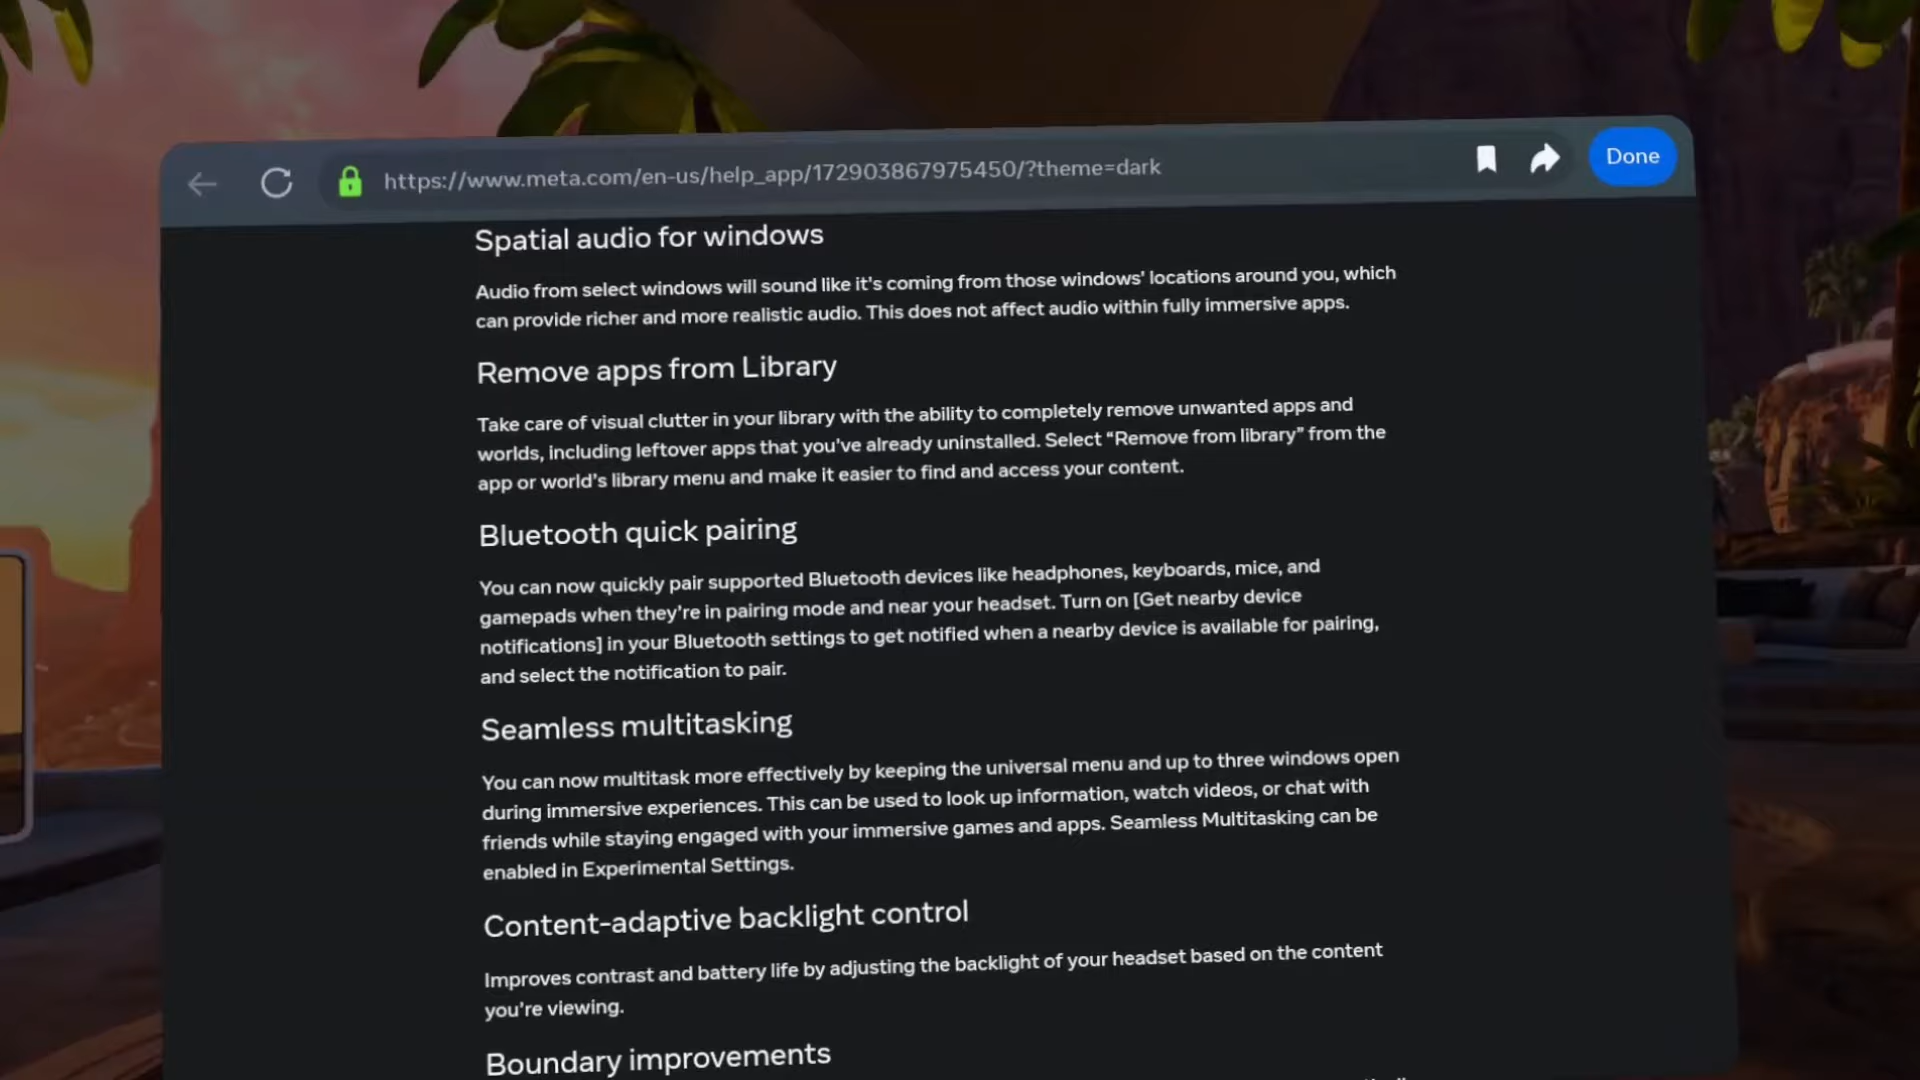 https://www.meta.com/en-us/help_app/172903867975450/?theme=dark
Done
Spatial audio for windows
Audio from select windows will sound like it's coming from those windows' locations around you, which
can provide richer and more realistic audio. This does not affect audio within fully immersive apps.
Remove apps from Library
Take care of visual clutter in your library with the ability to completely remove unwanted apps and
worlds, including leftover apps that you've already uninstalled. Select “Remove from library” from the
app or world's library menu and make it easier to find and access your content.
Bluetooth quick pairing
You can now quickly pair supported Bluetooth devices like headphones, keyboards, mice, and
gamepads when they're in pairing mode and near your headset. Turn on [Get nearby device
notifications] in your Bluetooth settings to get notified when a nearby device is available for pairing,
and select the notification to pair.
Seamless multitasking
You can now multitask more effectively by keeping the universal menu and up to three windows open
during immersive experiences. This can be used to look up information, watch videos, or chat with
friends while staying engaged with your immersive games and apps. Seamless Multitasking can be
enabled in Experimental Settings.
Content-adaptive backlight control
Improves contrast and battery life by adjusting the backlight of your headset based on the content
you're viewing.
Boundary improvements